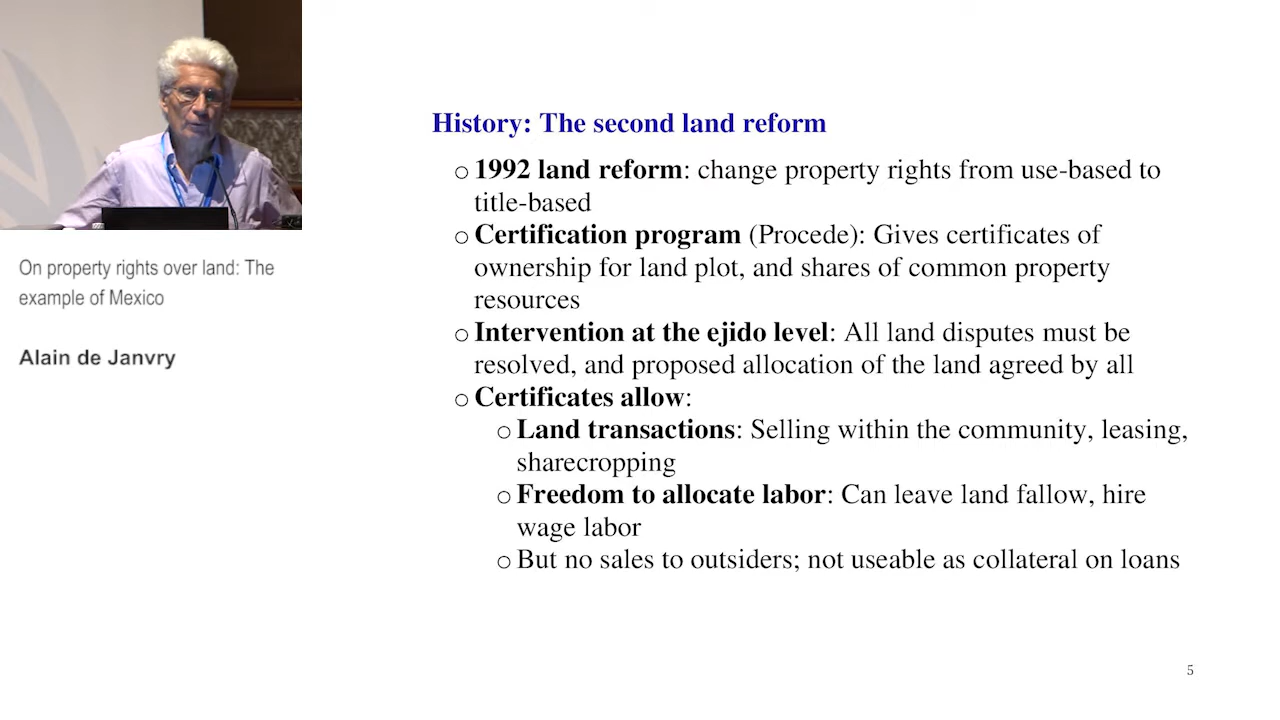 On property rights over land: The
example of Mexico
Alain de Janvry
History: The second land reform
o 1992 land reform: change property rights from use-based to
title-based
o Certification program (Procede): Gives certificates of
ownership for land plot, and shares of common property
resources
o Intervention at the ejido level: All land disputes must be
resolved, and proposed allocation of the land agreed by all
o Certificates allow:
o Land transactions: Selling within the community, leasing,
sharecropping
o Freedom to allocate labor: Can leave land fallow, hire
wage labor
o But no sales to outsiders; not useable as collateral on loans
5